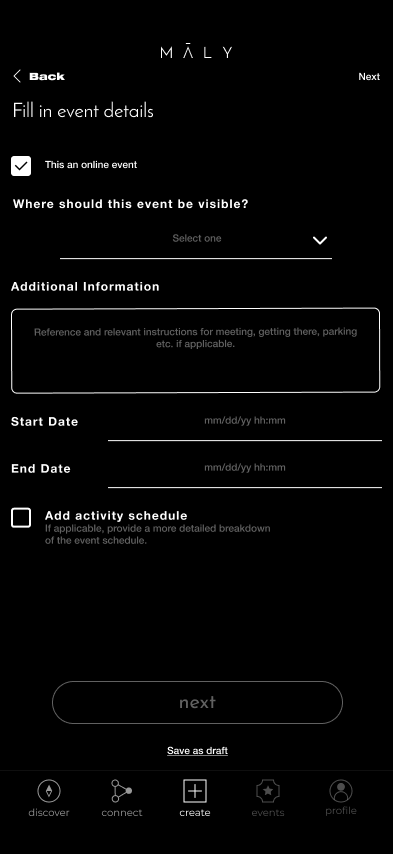 MĀLY
Back
Next
Fill in event details
This an online event
Where should this event be visible?
Select one
Additional Information
Reference and relevant instructions for meeting, getting there, parking
etc. if applicable.
Start Date
mm/dd/yy hh:mm
End Date
mm/dd/yy hh:mm
Add activity schedule
If applicable, provide a more detailed breakdown
of the event schedule.
next
Save as draft
discover
connect
create
events
profile